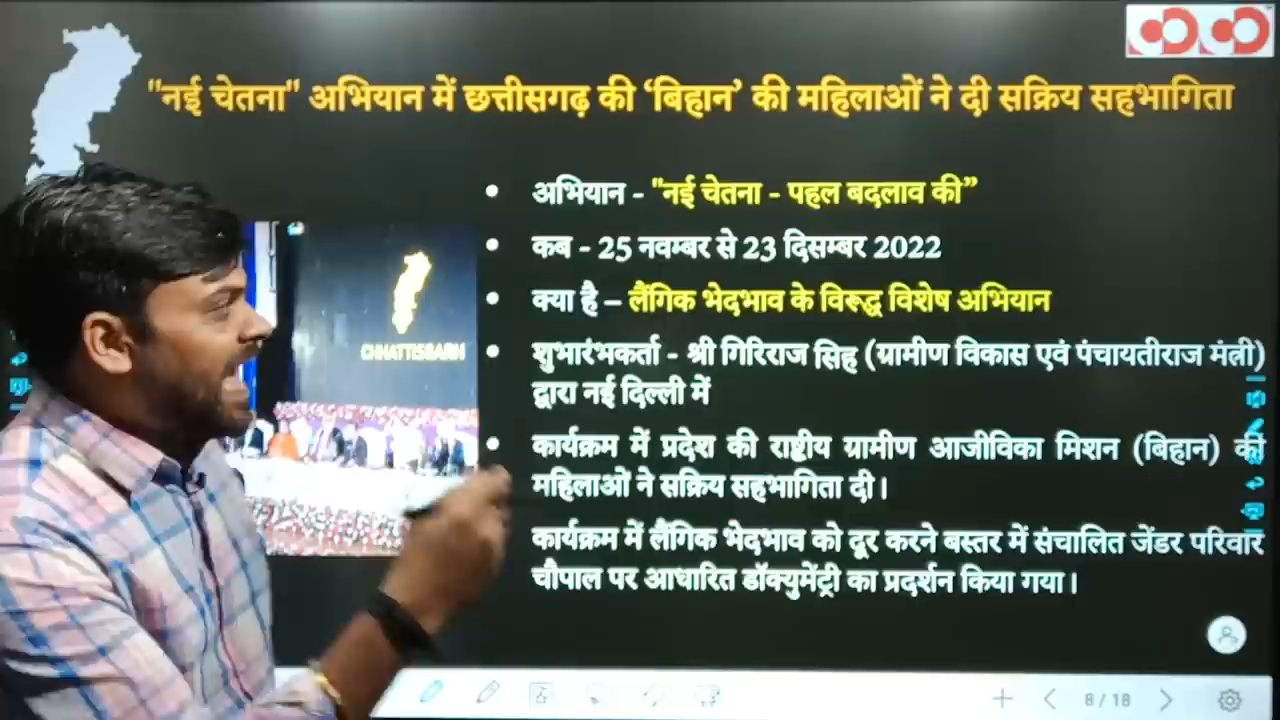 "नई चेतना" अभियान में छत्तीसगढ़ की ‘बिहान’ की महिलाओं ने दी सक्रिय सहभागिता
• अभियान - "नई चेतना - पहल बदलाव की”
• कब - 25 नवम्बर से 23 दिसम्बर 2022
• क्या है – लैंगिक भेदभाव के विरूद्ध विशेष अभियान
CHHATTISGARH
• शुभारंभकर्ता - श्री गिरिराज सिंह (ग्रामीण विकास एवं पंचायतीराज मंत्री)
द्वारा नई दिल्ली में
• कार्यक्रम में प्रदेश की राष्ट्रीय ग्रामीण आजीविका मिशन (बिहान) की
महिलाओं ने सक्रिय सहभागिता दी।
कार्यक्रम में लैंगिक भेदभाव को दूर करने बस्तर में संचालित जेंडर परिवार
चौपाल पर आधारित डॉक्युमेंट्री का प्रदर्शन किया गया।
8 / 18